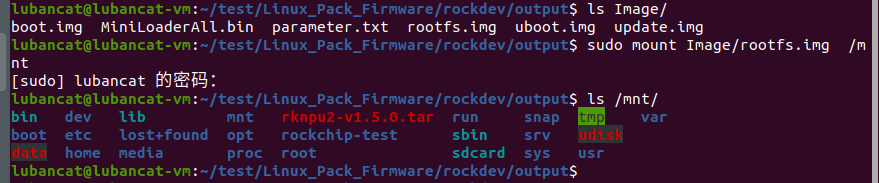 lubancat@lubancat-vm:~/test/Linux_Pack_Firmware/rockdev/output$ ls Image/
boot.img  MiniLoaderAll.bin  parameter.txt  rootfs.img  uboot.img  update.img
lubancat@lubancat-vm:~/test/Linux_Pack_Firmware/rockdev/output$ sudo mount Image/rootfs.img  /m
nt
[sudo] lubancat 的密码：
lubancat@lubancat-vm:~/test/Linux_Pack_Firmware/rockdev/output$ ls /mnt/
bin   dev   lib         mnt   rknpu2-v1.5.0.tar  run     snap  tmp    var
boot  etc   lost+found  opt   rockchip-test      sbin    srv   udisk
data  home  media       proc  root               sdcard  sys   usr
lubancat@lubancat-vm:~/test/Linux_Pack_Firmware/rockdev/output$